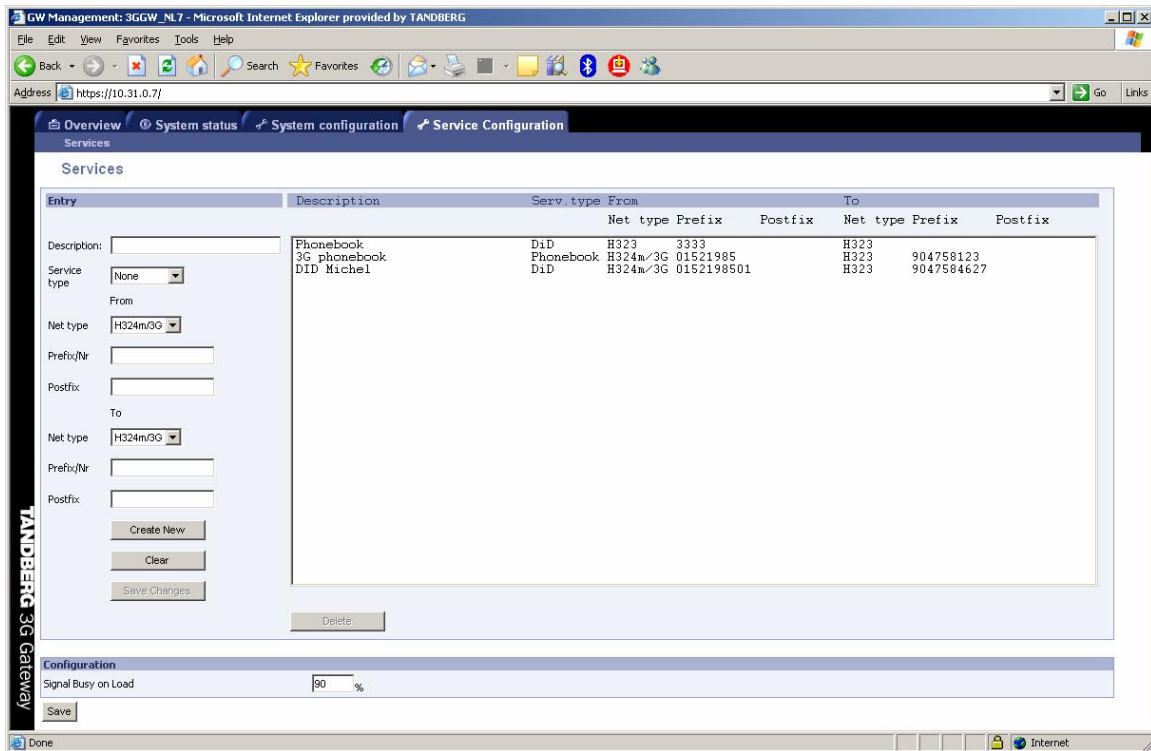 GW Management: 3GGW_NL7 - Microsoft Internet Explorer provided by TANDBERG
File Edit View Favorites Tools Help
Back Search Favorites
Address https://10.31.0.7/ Go Links
Overview System status System configuration Service Configuration
Services
Services
Entry Description Serv.type From To
Net type Prefix Postfix Net type Prefix Postfix
Description: Phonebook DiD H323 3333 H323
3G phonebook Phonebook H324m/3G 01521985 H323 904758123
DID Michel DiD H324m/3G 0152198501 H323 9047584627
Service type None
From
Net type H324m/3G
Prefix/Nr
Postfix
To
Net type H324m/3G
Prefix/Nr
Postfix
Create New
Clear
Save Changes
Delete
TANDBERG 3G Gateway
Configuration
Signal Busy on Load 90 %
Save
Done Internet